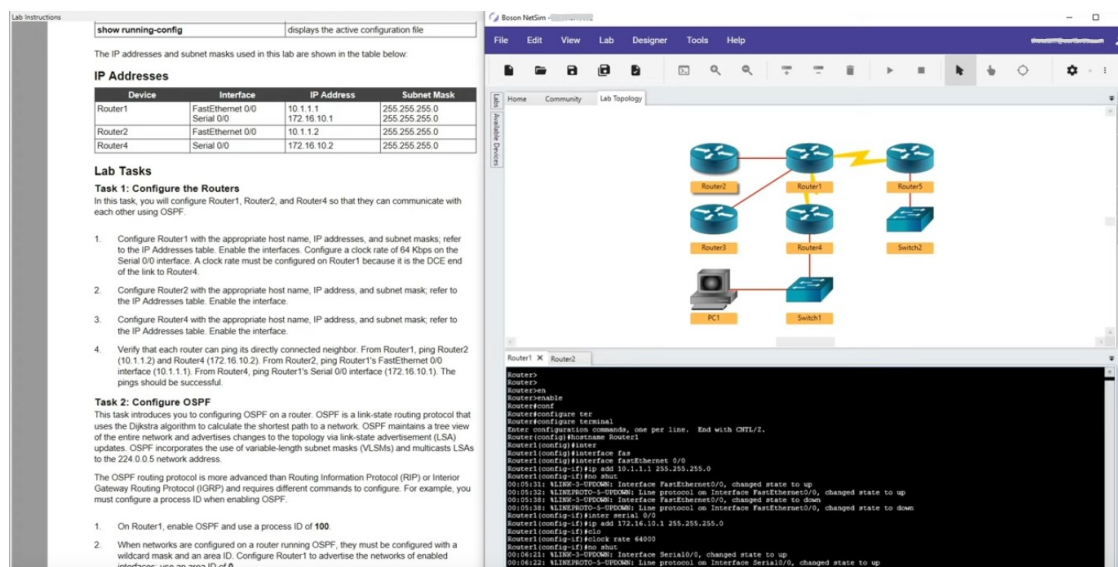 Lab Instructions
show running-config displays the active configuration file
The IP addresses and subnet masks used in this lab are shown in the table below:
IP Addresses
Device Interface IP Address Subnet Mask
Router1 FastEthernet 0/0 10.1.1.1 255.255.255.0
Serial 0/0 172.16.10.1 255.255.255.0
Router2 FastEthernet 0/0 10.1.1.2 255.255.255.0
Router4 Serial 0/0 172.16.10.2 255.255.255.0
Lab Tasks
Task 1: Configure the Routers
In this task, you will configure Router1, Router2, and Router4 so that they can communicate with
each other using OSPF.
1. Configure Router1 with the appropriate host name, IP addresses, and subnet masks; refer
to the IP Addresses table. Enable the interfaces. Configure a clock rate of 64 Kbps on the
Serial 0/0 interface. A clock rate must be configured on Router1 because it is the DCE end
of the link to Router4.
2. Configure Router2 with the appropriate host name, IP address, and subnet mask; refer to
the IP Addresses table. Enable the interface.
3. Configure Router4 with the appropriate host name, IP address, and subnet mask; refer to
the IP Addresses table. Enable the interface.
4. Verify that each router can ping its directly connected neighbor. From Router1, ping Router2
(10.1.1.2) and Router4 (172.16.10.2). From Router2, ping Router1's FastEthernet 0/0
interface (10.1.1.1). From Router4, ping Router1's Serial 0/0 interface (172.16.10.1). The
pings should be successful.
Task 2: Configure OSPF
This task introduces you to configuring OSPF on a router. OSPF is a link-state routing protocol that
uses the Dijkstra algorithm to calculate the shortest path to a network. OSPF maintains a tree view
of the entire network and advertises changes to the topology via link-state advertisement (LSA)
updates. OSPF incorporates the use of variable-length subnet masks (VLSMs) and multicasts LSAs
to the 224.0.0.5 network address.
The OSPF routing protocol is more advanced than Routing Information Protocol (RIP) or Interior
Gateway Routing Protocol (IGRP) and requires different commands to configure. For example, you
must configure a process ID when enabling OSPF.
1. On Router1, enable OSPF and use a process ID of 100.
2. When networks are configured on a router running OSPF, they must be configured with a
wildcard mask and an area ID. Configure Router1 to advertise the networks of enabled
interfaces; use an area ID of 0.
Boson NetSim -
File Edit View Lab Designer Tools Help
Labs
Available Devices
Home Community Lab Topology
Router2 Router1 Router5
Router3 Router4 Switch2
PC1 Switch1
FastEther
Router1 X Router2
Router>
Router>
Router>en
Router>enable
Router#conf
Router#configure ter
Router#configure terminal
Enter configuration commands, one per line. End with CNTL/Z.
Router(config)#hostname Router1
Router1(config)#inter
Router1(config)#interface fas
Router1(config)#interface fastethernet 0/0
Router1(config-if)#ip add 10.1.1.1 255.255.255.0
Router1(config-if)#no shut
00:05:31: %LINK-3-UPDOWN: Interface FastEthernet0/0, changed state to up
00:05:32: %LINEPROTO-5-UPDOWN: Line protocol on Interface FastEthernet0/0, changed state to up
00:05:38: %LINK-3-UPDOWN: Interface FastEthernet0/0, changed state to down
00:05:38: %LINEPROTO-5-UPDOWN: Line protocol on Interface FastEthernet0/0, changed state to down
Router1(config-if)#inter serial 0/0
Router1(config-if)#ip add 172.16.10.1 255.255.255.0
Router1(config-if)#clo
Router1(config-if)#clock rate 64000
Router1(config-if)#no shut
00:06:21: %LINK-3-UPDOWN: Interface Serial0/0, changed state to up
00:06:22: %LINEPROTO-5-UPDOWN: Line protocol on Interface Serial0/0, changed state to up